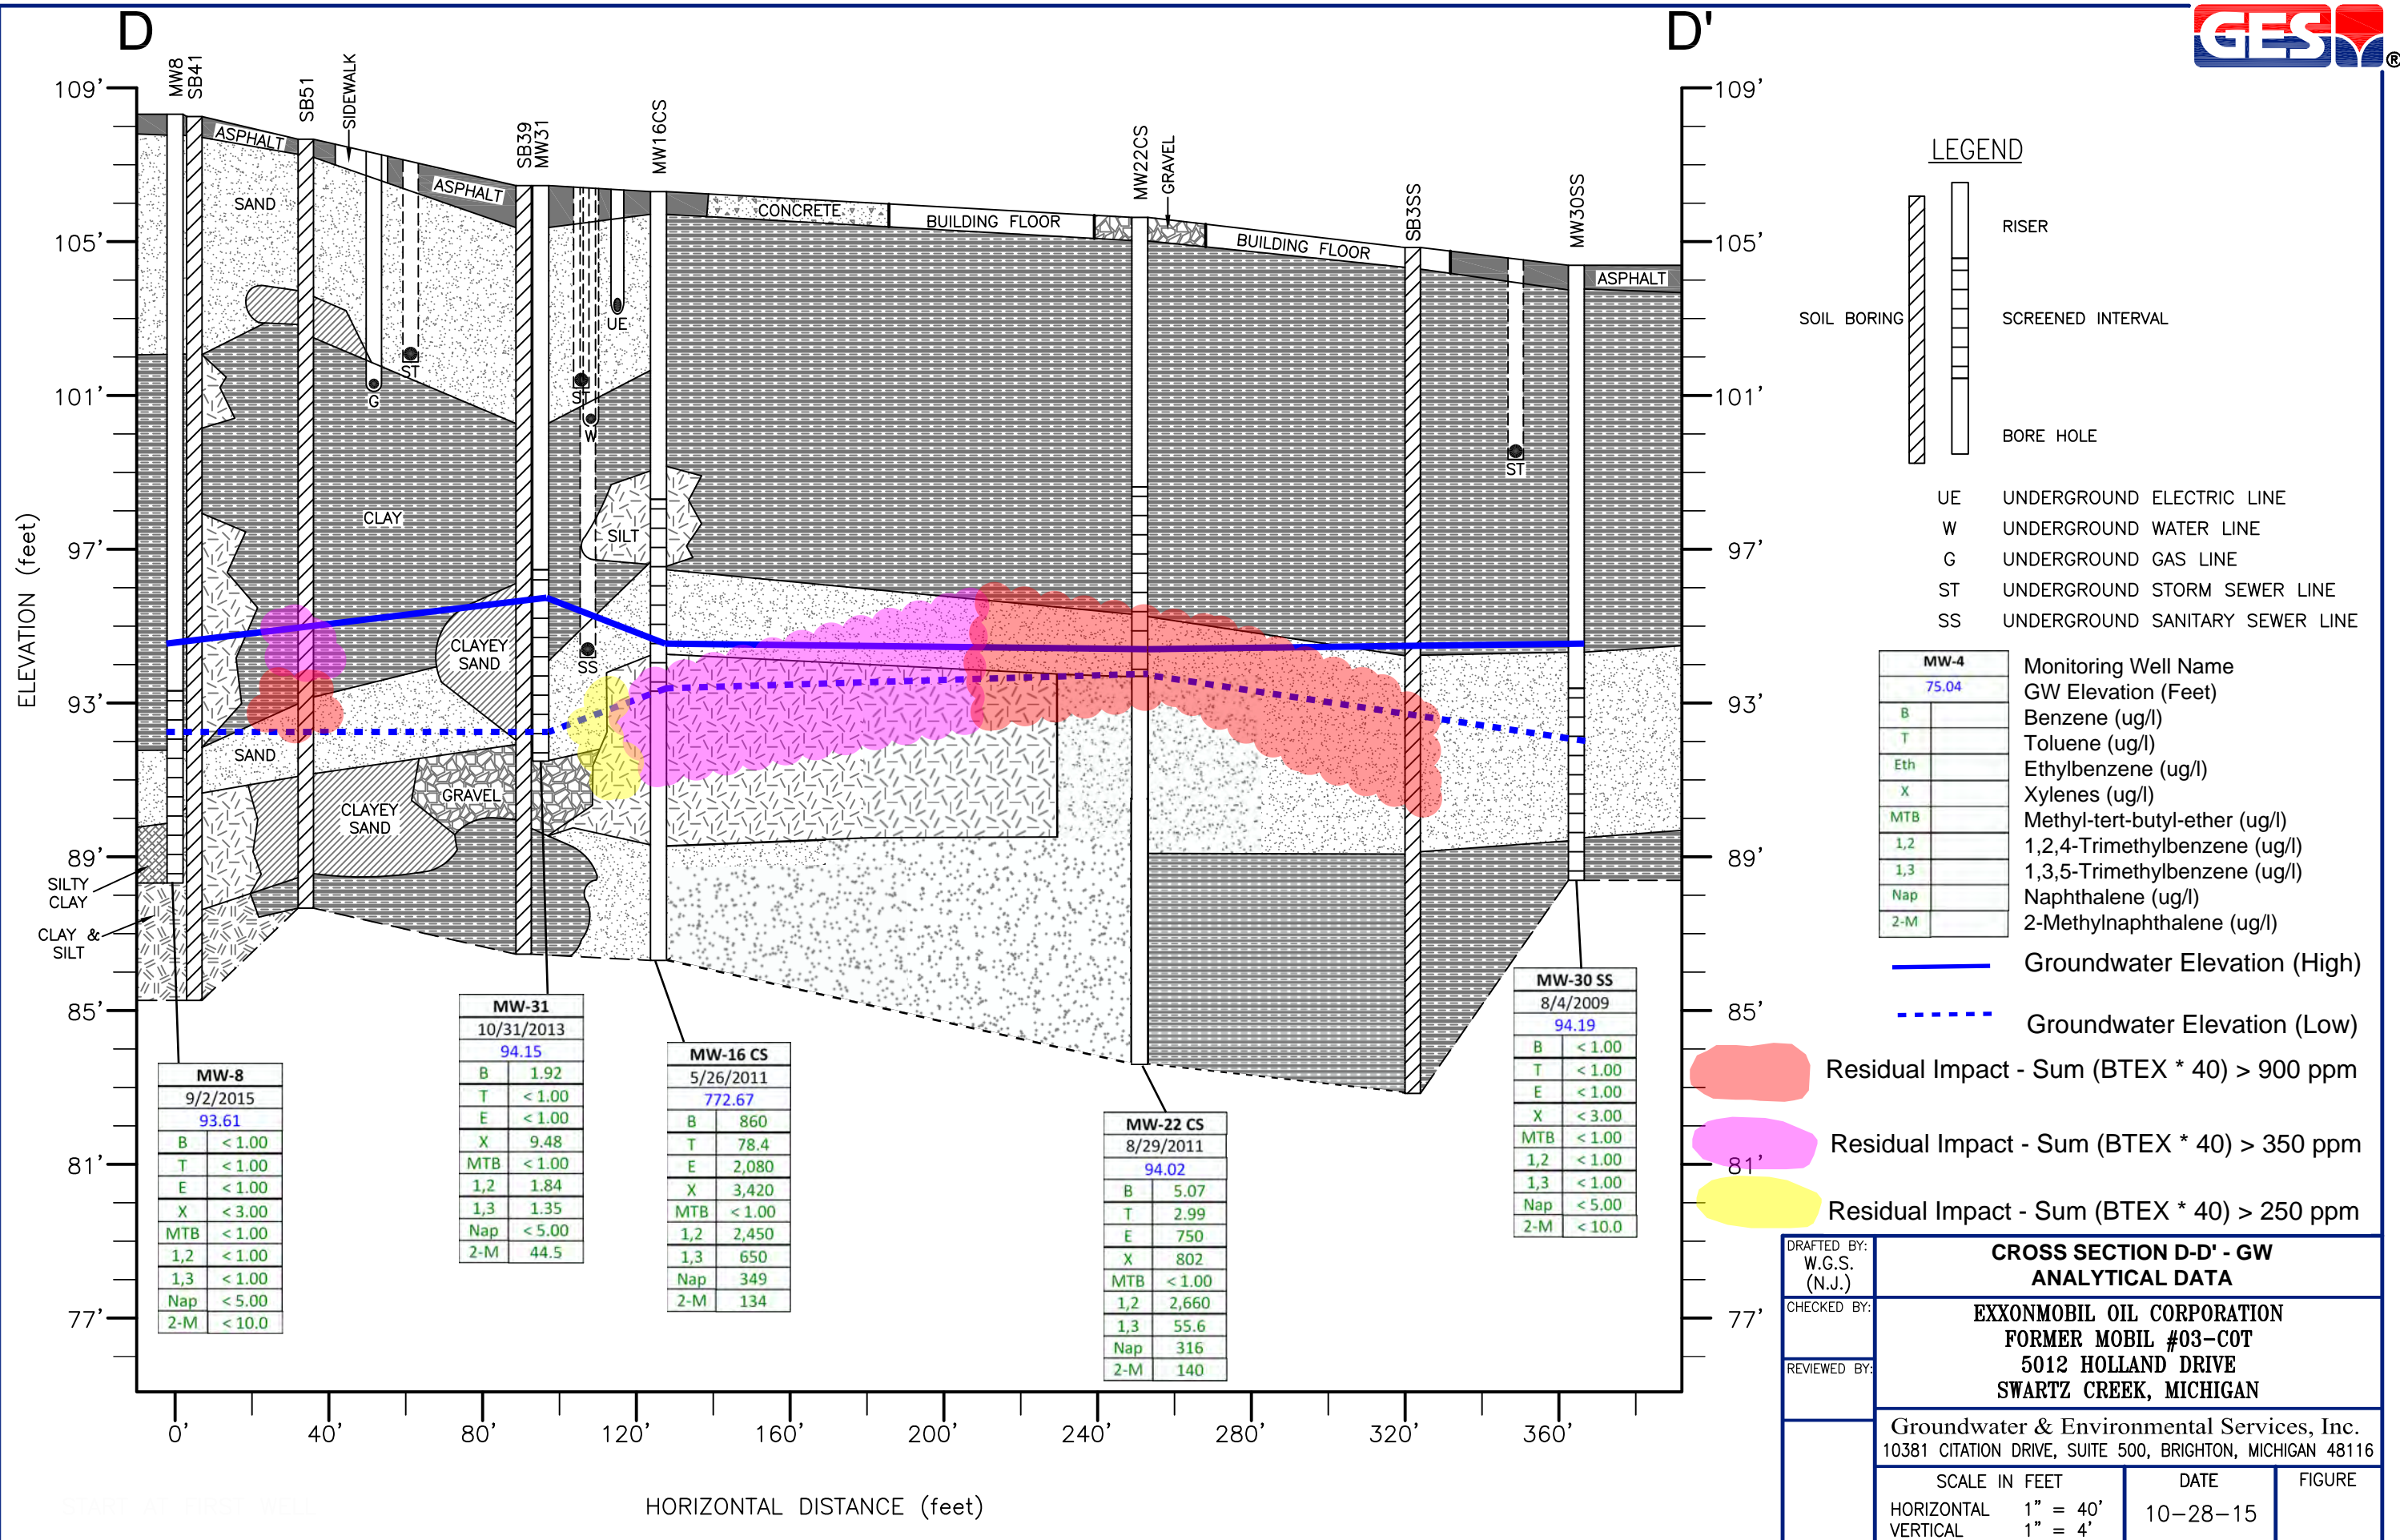 D
D'
GES
®
MW8
SB41
SB51
SIDEWALK
SB39
MW31
MW16CS
MW22CS
GRAVEL
SB3SS
MW30SS
109'
105'
101'
97'
93'
89'
85'
81'
77'
109'
105'
101'
97'
93'
89'
85'
81'
77'
ELEVATION (feet)
ASPHALT
SAND
ASPHALT
CONCRETE
BUILDING FLOOR
BUILDING FLOOR
ASPHALT
UE
ST
G
ST
W
ST
CLAY
SILT
CLAYEY
SAND
SS
SAND
GRAVEL
CLAYEY
SAND
SILTY
CLAY
CLAY &
SILT
LEGEND
RISER
SOIL BORING
SCREENED INTERVAL
BORE HOLE
UE UNDERGROUND ELECTRIC LINE
W UNDERGROUND WATER LINE
G UNDERGROUND GAS LINE
ST UNDERGROUND STORM SEWER LINE
SS UNDERGROUND SANITARY SEWER LINE
MW-4 Monitoring Well Name
75.04 GW Elevation (Feet)
B Benzene (ug/l)
T Toluene (ug/l)
Eth Ethylbenzene (ug/l)
X Xylenes (ug/l)
MTB Methyl-tert-butyl-ether (ug/l)
1,2 1,2,4-Trimethylbenzene (ug/l)
1,3 1,3,5-Trimethylbenzene (ug/l)
Nap Naphthalene (ug/l)
2-M 2-Methylnaphthalene (ug/l)
Groundwater Elevation (High)
Groundwater Elevation (Low)
Residual Impact - Sum (BTEX * 40) > 900 ppm
Residual Impact - Sum (BTEX * 40) > 350 ppm
Residual Impact - Sum (BTEX * 40) > 250 ppm
MW-8
9/2/2015
93.61
B < 1.00
T < 1.00
E < 1.00
X < 3.00
MTB < 1.00
1,2 < 1.00
1,3 < 1.00
Nap < 5.00
2-M < 10.0
MW-31
10/31/2013
94.15
B 1.92
T < 1.00
E < 1.00
X 9.48
MTB < 1.00
1,2 1.84
1,3 1.35
Nap < 5.00
2-M 44.5
MW-16 CS
5/26/2011
772.67
B 860
T 78.4
E 2,080
X 3,420
MTB < 1.00
1,2 2,450
1,3 650
Nap 349
2-M 134
MW-22 CS
8/29/2011
94.02
B 5.07
T 2.99
E 750
X 802
MTB < 1.00
1,2 2,660
1,3 55.6
Nap 316
2-M 140
MW-30 SS
8/4/2009
94.19
B < 1.00
T < 1.00
E < 1.00
X < 3.00
MTB < 1.00
1,2 < 1.00
1,3 < 1.00
Nap < 5.00
2-M < 10.0
0' 40' 80' 120' 160' 200' 240' 280' 320' 360'
HORIZONTAL DISTANCE (feet)
DRAFTED BY:
W.G.S.
(N.J.)
CHECKED BY:
REVIEWED BY:
CROSS SECTION D-D' - GW
ANALYTICAL DATA
EXXONMOBIL OIL CORPORATION
FORMER MOBIL #03-C0T
5012 HOLLAND DRIVE
SWARTZ CREEK, MICHIGAN
Groundwater & Environmental Services, Inc.
10381 CITATION DRIVE, SUITE 500, BRIGHTON, MICHIGAN 48116
SCALE IN FEET
HORIZONTAL 1" = 40'
VERTICAL 1" = 4'
DATE
10-28-15
FIGURE